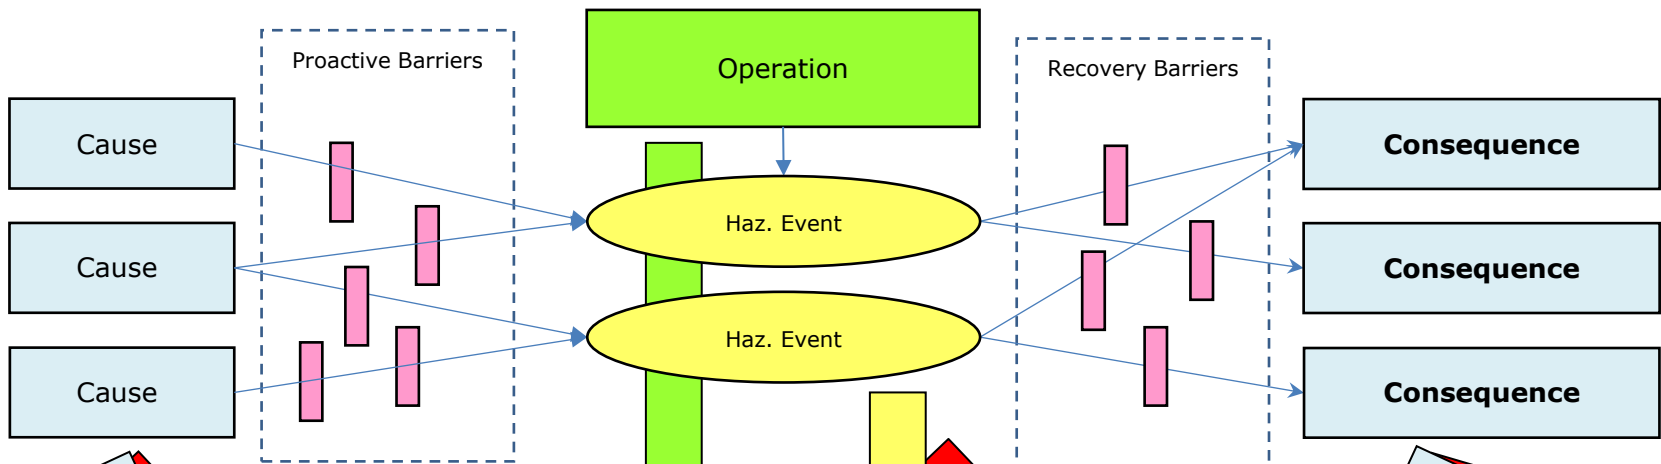 Proactive Barriers
Operation
Recovery Barriers
Cause
Consequence
Haz. Event
Cause
Consequence
Haz. Event
Cause
Consequence